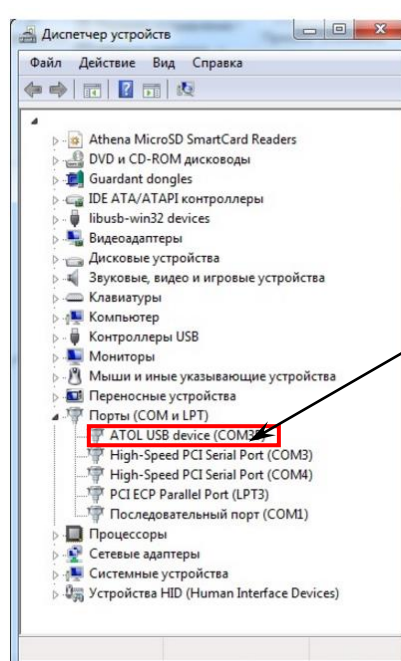 Диспетчер устройств
Файл Действие Вид Справка
Athena MicroSD SmartCard Readers
DVD и CD-ROM дисководы
Guardant dongles
IDE ATA/ATAPI контроллеры
libusb-win32 devices
Видеоадаптеры
Дисковые устройства
Звуковые, видео и игровые устройства
Клавиатуры
Компьютер
Контроллеры USB
Мониторы
Мыши и иные указывающие устройства
Переносные устройства
Порты (COM и LPT)
ATOL USB device
High-Speed PCI Serial Port (COM3)
High-Speed PCI Serial Port (COM4)
PCI ECP Parallel Port (LPT3)
Последовательный порт (COM1)
Процессоры
Сетевые адаптеры
Системные устройства
Устройства HID (Human Interface Devices)